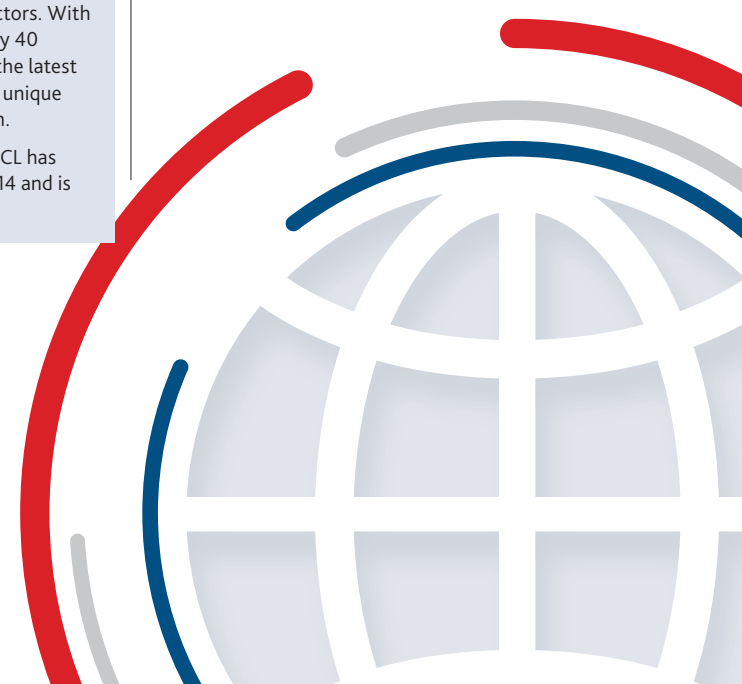 ctors. With
y 40
the latest
unique
n.
CL has
14 and is